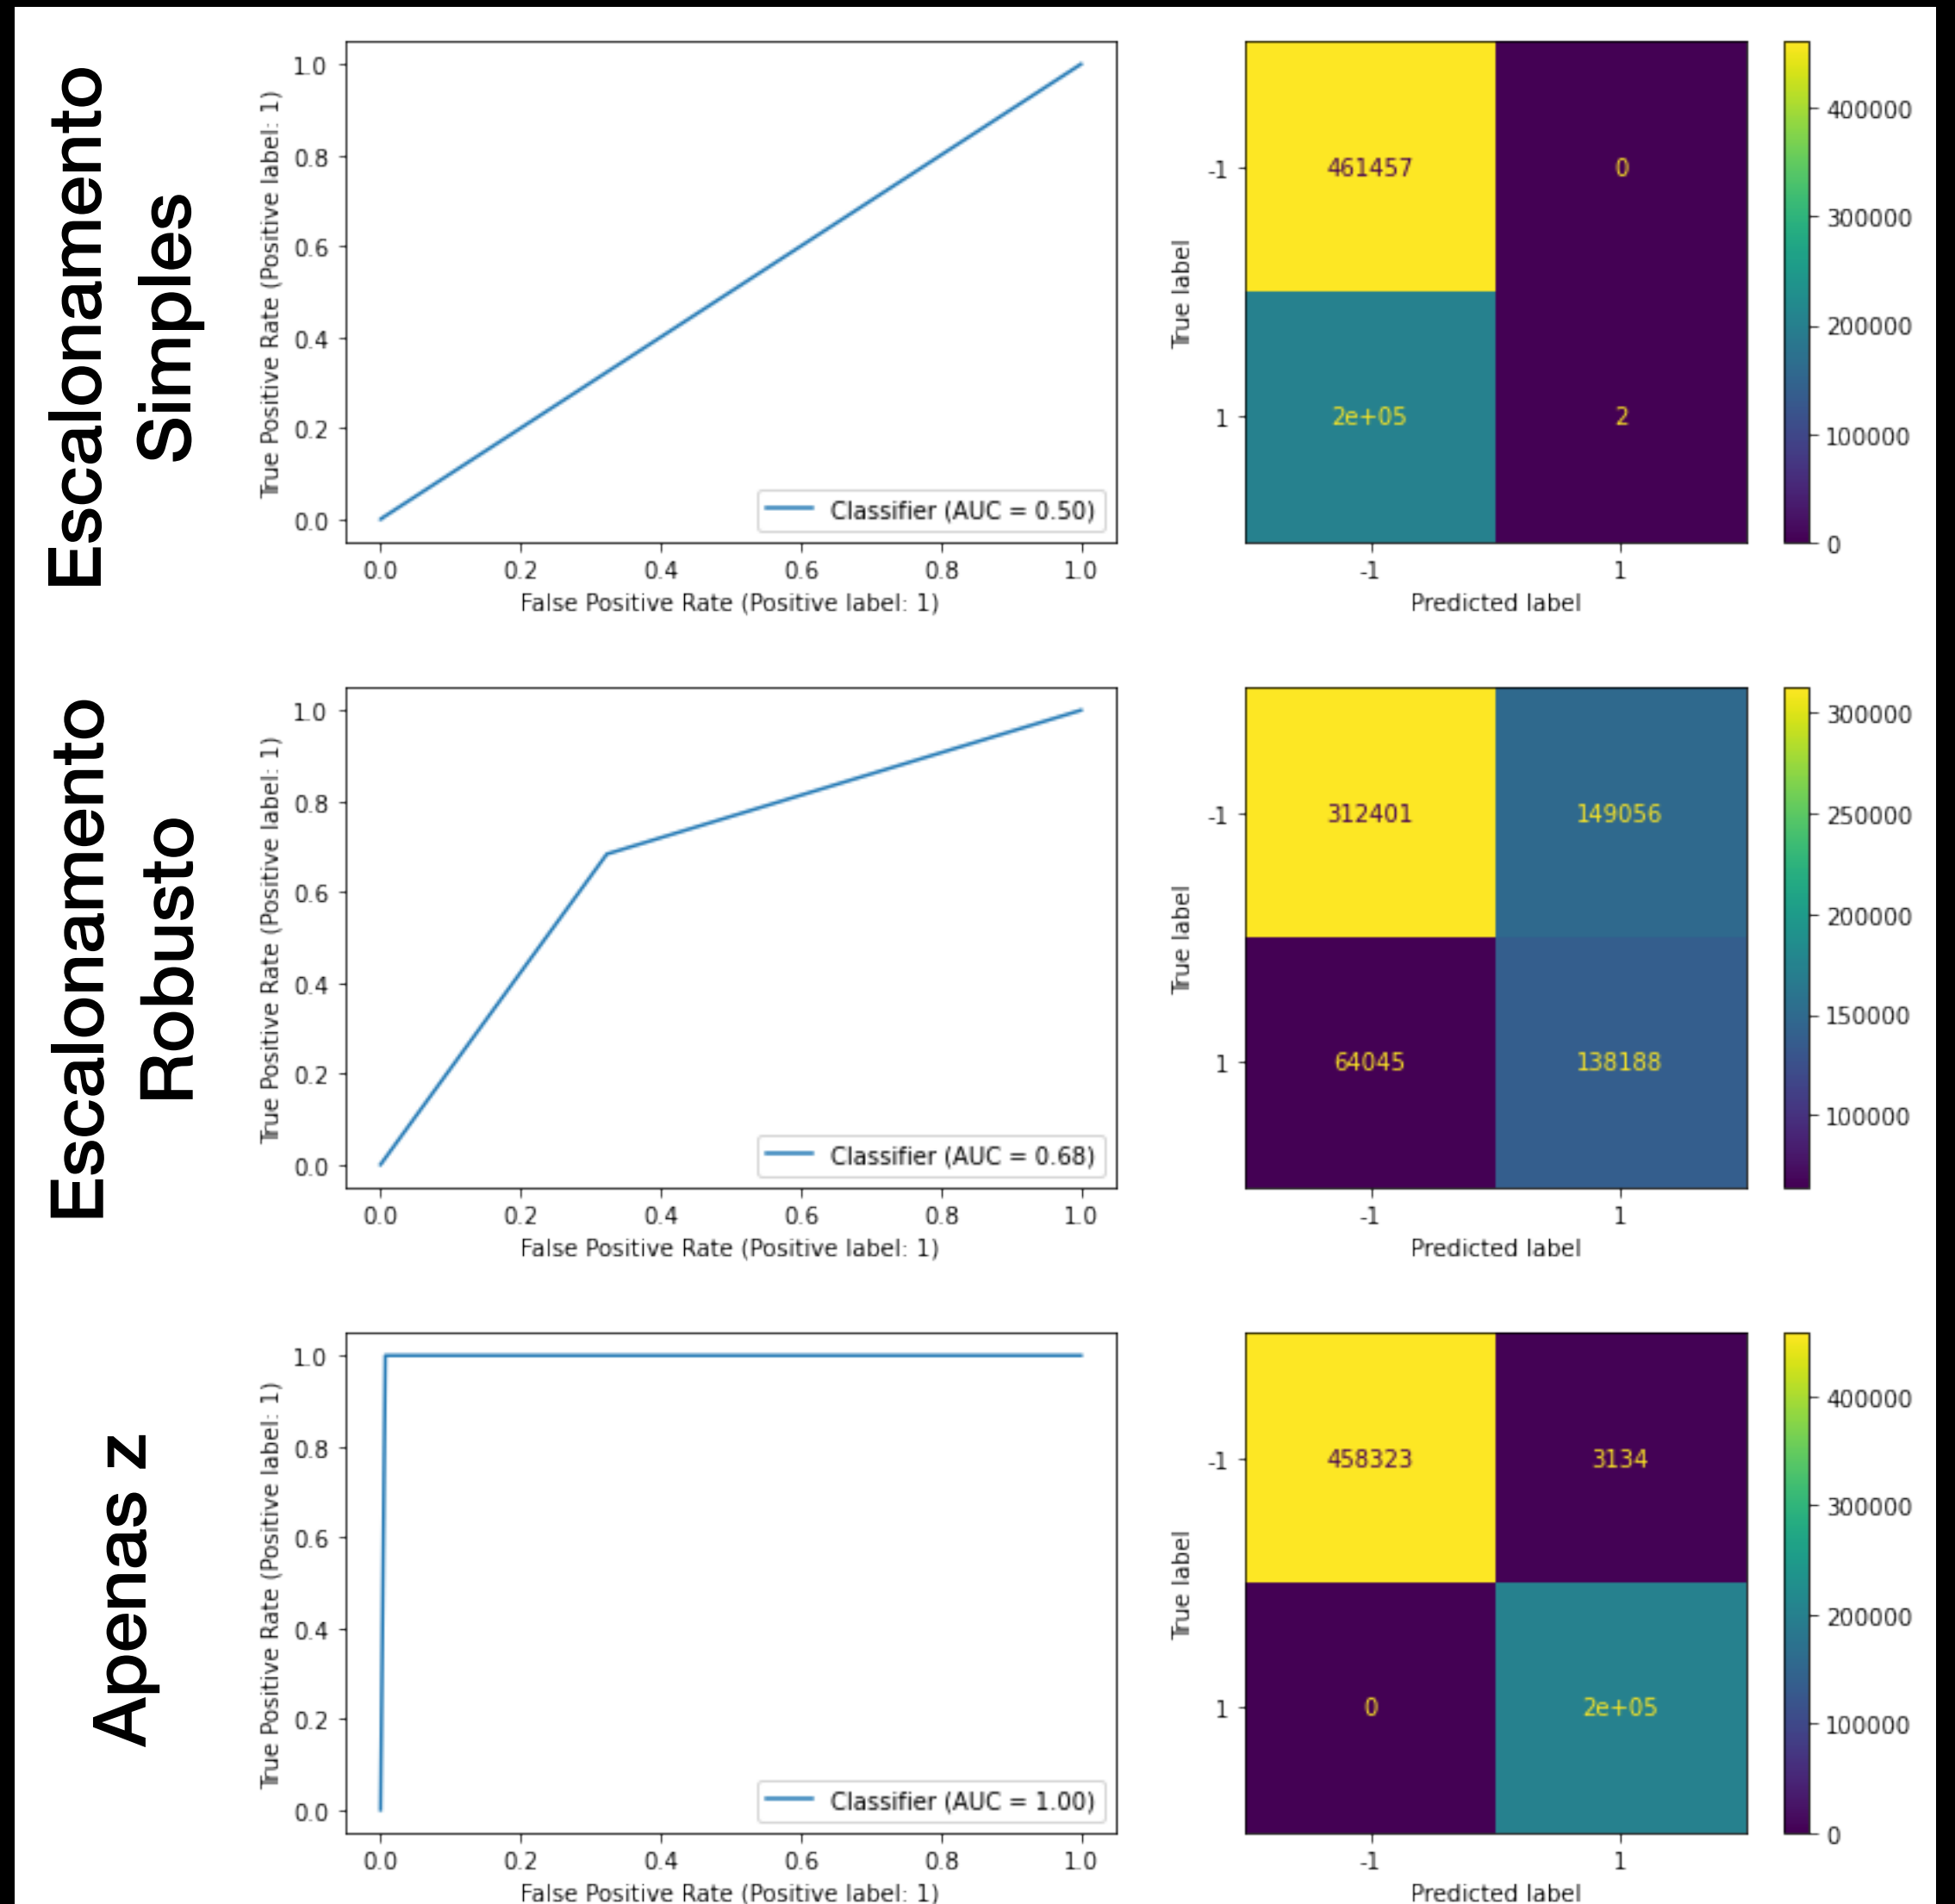 Escalonamento
Simples
True Positive Rate (Positive label: 1)
1.0
0.8
0.6
0.4
0.2
0.0
Classifier (AUC = 0.50)
0.0 0.2 0.4 0.6 0.8 1.0
False Positive Rate (Positive label: 1)
True label
-1
1
461457 0
2e+05 2
-1 1
Predicted label
400000
300000
200000
100000
0
Escalonamento
Robusto
True Positive Rate (Positive label: 1)
1.0
0.8
0.6
0.4
0.2
0.0
Classifier (AUC = 0.68)
0.0 0.2 0.4 0.6 0.8 1.0
False Positive Rate (Positive label: 1)
True label
-1
1
312401 149056
64045 138188
-1 1
Predicted label
300000
250000
200000
150000
100000
Apenas z
True Positive Rate (Positive label: 1)
1.0
0.8
0.6
0.4
0.2
0.0
Classifier (AUC = 1.00)
0.0 0.2 0.4 0.6 0.8 1.0
False Positive Rate (Positive label: 1)
True label
-1
1
458323 3134
0 2e+05
-1 1
Predicted label
400000
300000
200000
100000
0